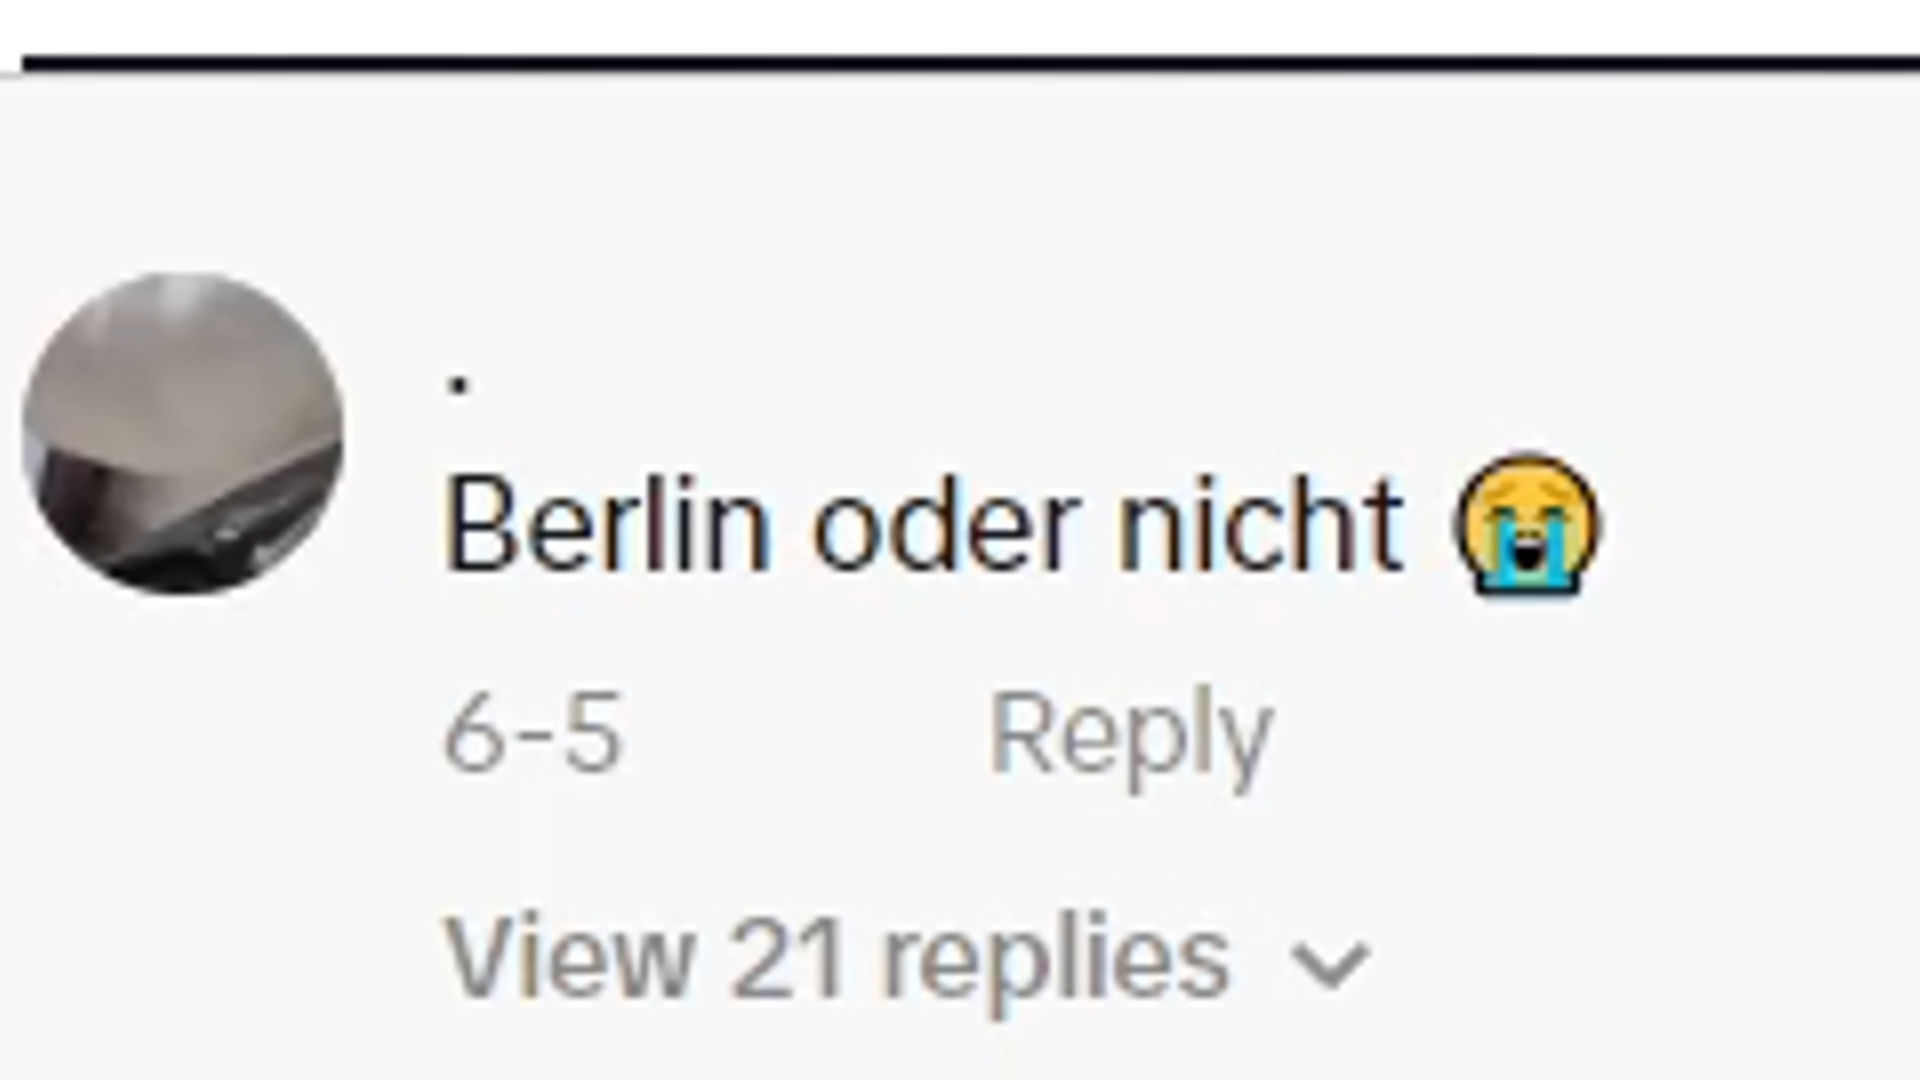 .
Berlin oder nicht 😭
6-5 Reply
View 21 replies